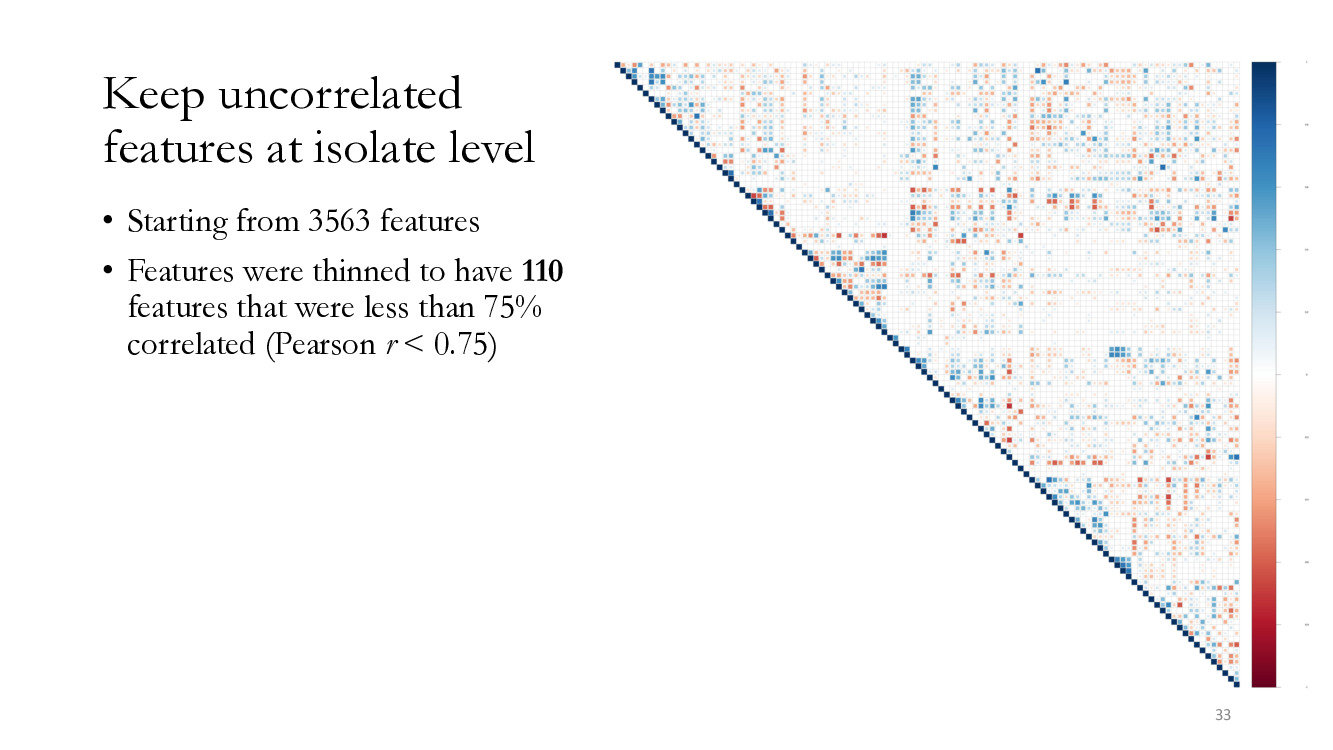 Keep uncorrelated
features at isolate level
• Starting from 3563 features
• Features were thinned to have 110
features that were less than 75%
correlated (Pearson r < 0.75)
33